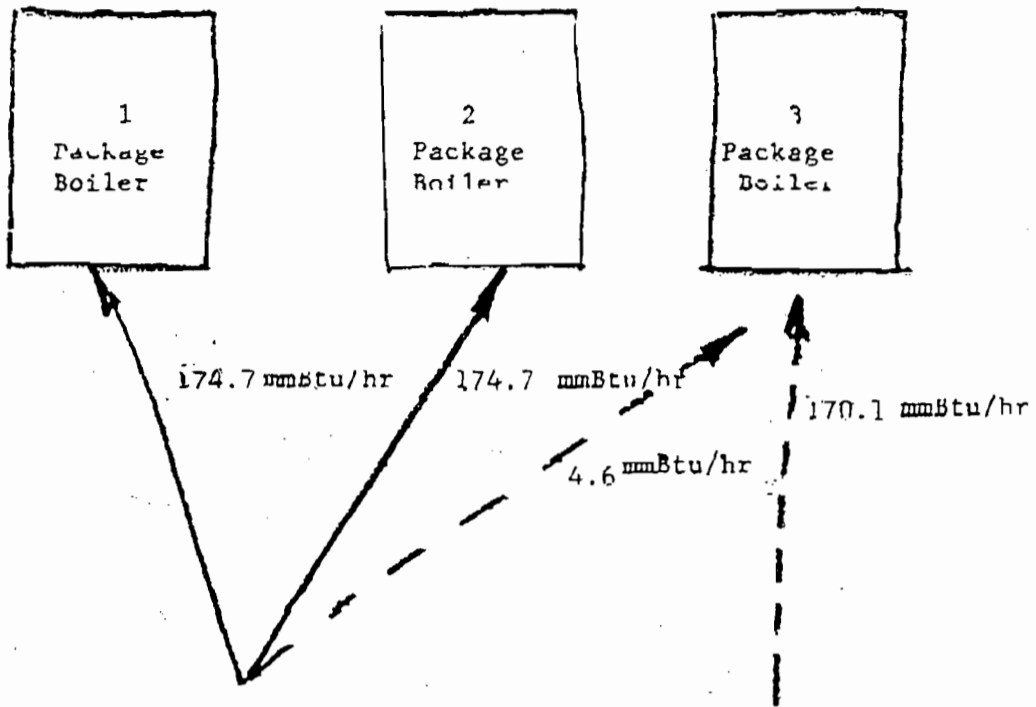 1
Package
Boiler
2
Package
Boiler
3
Package
Boiler
174.7 mmBtu/hr
174.7 mmBtu/hr
4.6 mmBtu/hr
170.1 mmBtu/hr